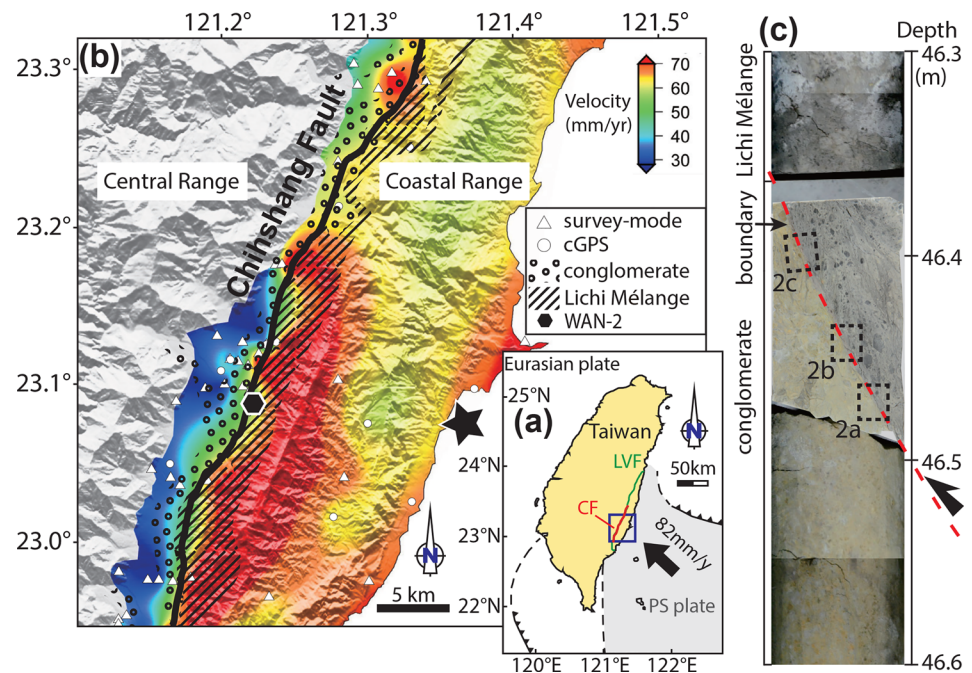 121.2°
121.3°
121.4°
121.5°
(b)
23.3°
23.2°
23.1°
23.0°
Central Range
Chihshang Fault
Coastal Range
Velocity
(mm/yr)
70
60
50
40
30
survey-mode
cGPS
conglomerate
Lichi Mélange
WAN-2
N
5 km
Eurasian plate
(a)
25°N
24°N
23°N
22°N
Taiwan
LVF
CF
N
50km
82mm/y
PS plate
120°E
121°E
122°E
(c)
Depth
(m)
46.3
46.4
46.5
46.6
Lichi Mélange
boundary
conglomerate
2c
2b
2a